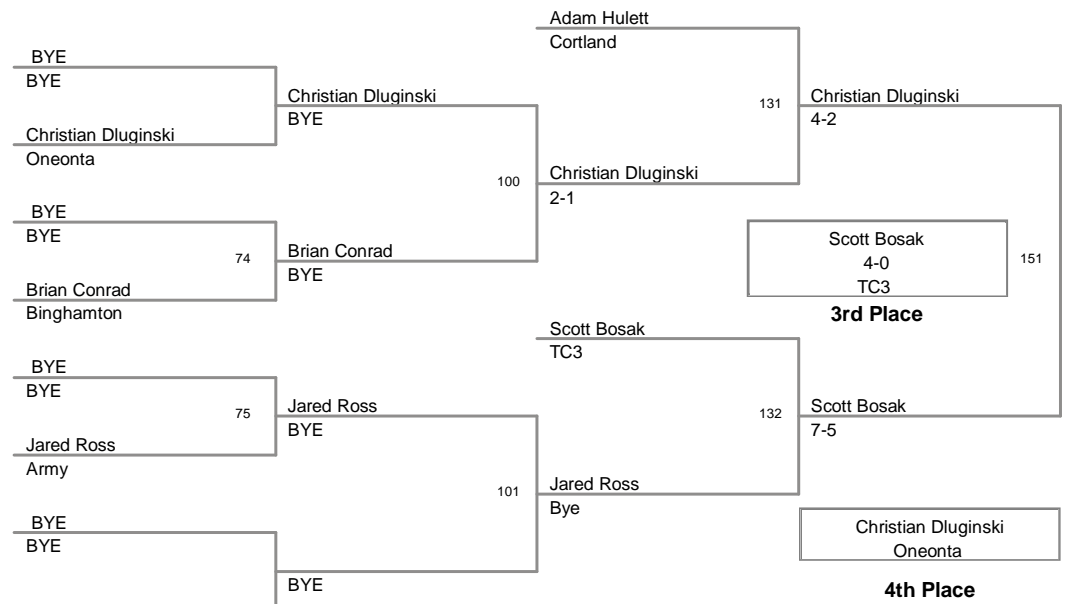 Adam Hulett
Cortland
BYE
BYE
Christian Dluginski
BYE
131
Christian Dluginski
4-2
Christian Dluginski
Oneonta
100
Christian Dluginski
2-1
BYE
BYE
74
Brian Conrad
BYE
Scott Bosak
4-0
TC3
151
3rd Place
Brian Conrad
Binghamton
Scott Bosak
TC3
BYE
BYE
75
Jared Ross
BYE
132
Scott Bosak
7-5
Jared Ross
Army
101
Jared Ross
Bye
BYE
BYE
Christian Dluginski
Oneonta
BYE
4th Place